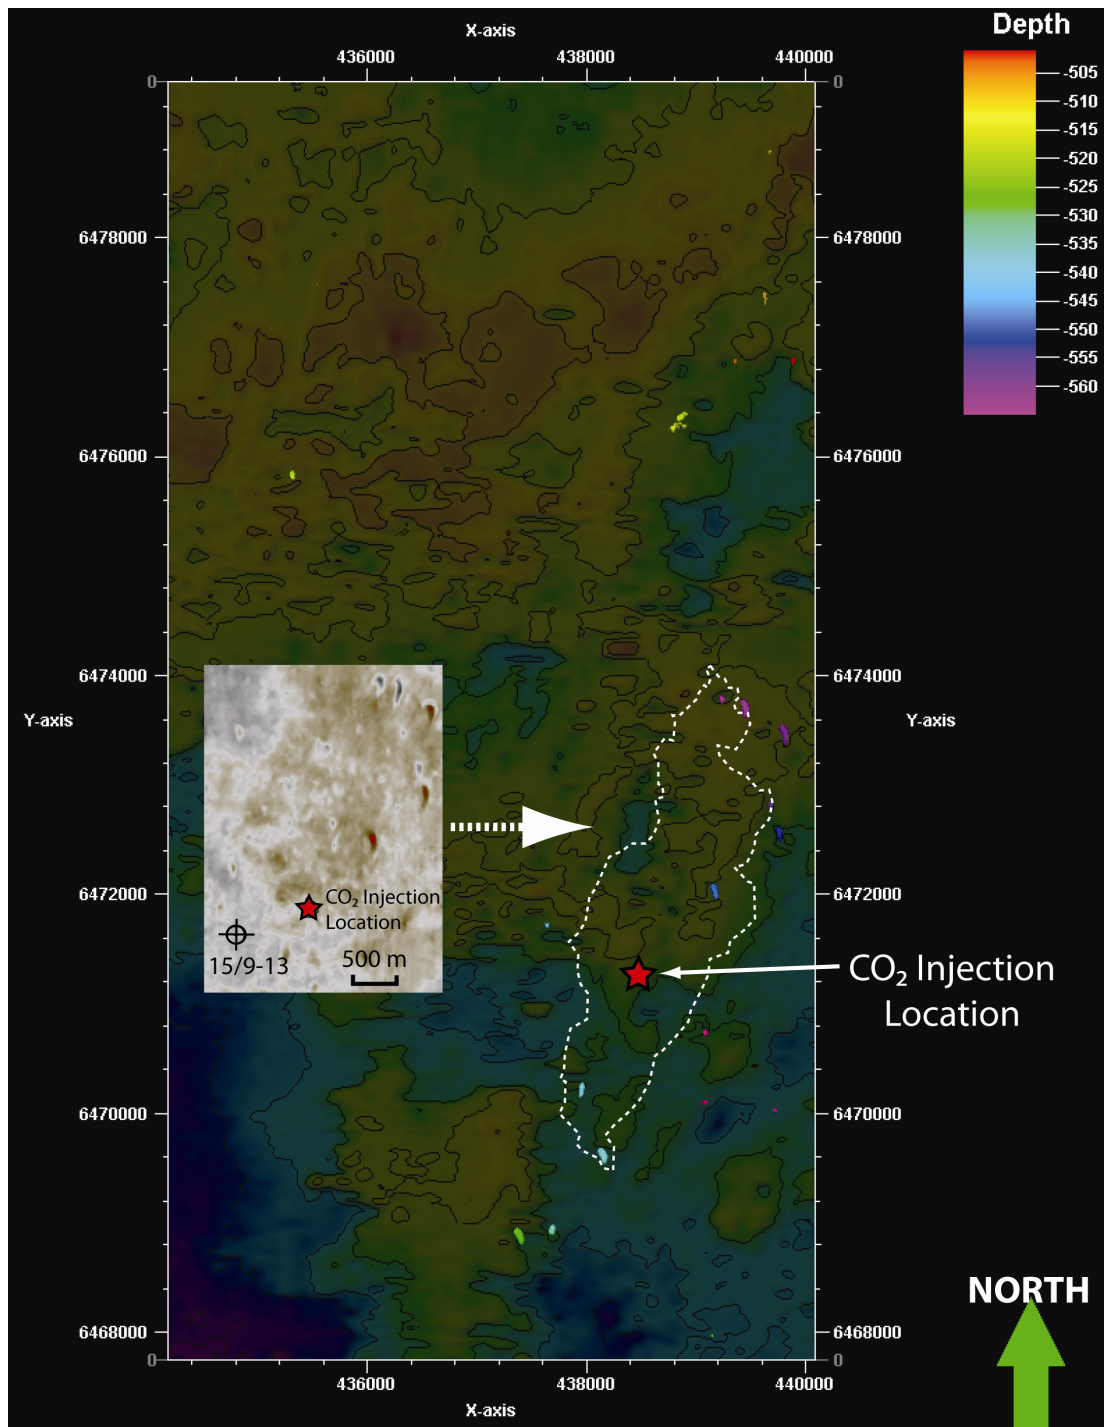 Depth
X-axis
436000 438000 440000
0 0
-505
-510
-515
-520
-525
-530
-535
-540
-545
-550
-555
-560
6478000 6478000
6476000 6476000
6474000 6474000
Y-axis Y-axis
6472000 6472000
CO₂ Injection
Location
15/9-13
500 m
CO₂ Injection
Location
6470000 6470000
NORTH
6468000 6468000
0 0
436000 438000 440000
X-axis